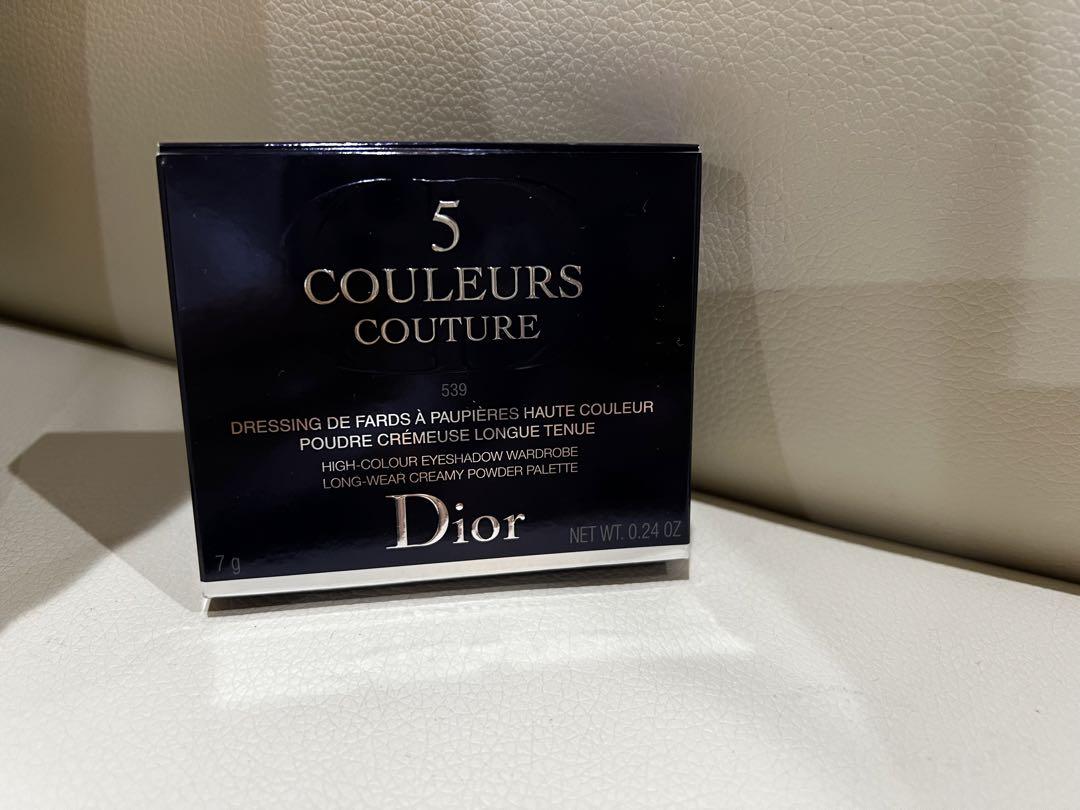 5
COULEURS
COUTURE
539
DRESSING DE FARDS À PAUPIÈRES HAUTE COULEUR
POUDRE CRÉMEUSE LONGUE TENUE
HIGH-COLOUR EYESHADOW WARDROBE
LONG-WEAR CREAMY POWDER PALETTE
Dior
7 g
NET WT. 0.24 OZ